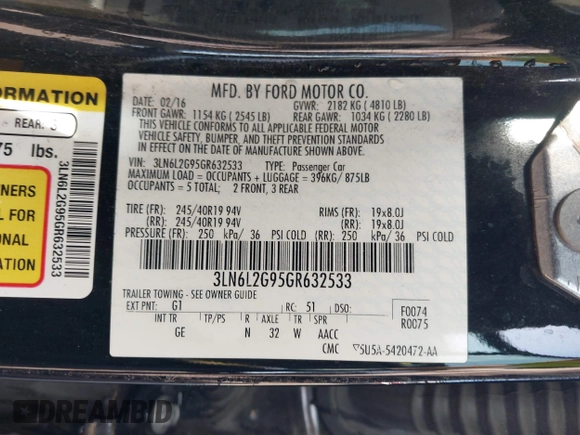 FORMATION
REAR: 3
75 lbs.
3LN6L2G95GR632533
NERS
L FOR
ONAL
ION
MFD. BY FORD MOTOR CO.
DATE: 02/16 GVWR: 2182 KG ( 4810 LB)
FRONT GAWR: 1154 KG ( 2545 LB) REAR GAWR: 1034 KG ( 2280 LB)
THIS VEHICLE CONFORMS TO ALL APPLICABLE FEDERAL MOTOR
VEHICLE SAFETY, BUMPER, AND THEFT PREVENTION STANDARDS
IN EFFECT ON THE DATE OF MANUFACTURE SHOWN ABOVE.
VIN: 3LN6L2G95GR632533 TYPE: Passenger Car
MAXIMUM LOAD = OCCUPANTS + LUGGAGE = 396KG/ 875LB
OCCUPANTS = 5 TOTAL; 2 FRONT, 3 REAR
TIRE (FR): 245/40R19 94V RIMS (FR): 19x8.0J
(RR): 245/40R19 94V (RR): 19x8.0J
PRESSURE (FR) 250 kPa/ 36 PSI COLD (RR) 250 kPa/ 36 PSI COLD
3LN6L2G95GR632533
TRAILER TOWING - SEE OWNER GUIDE
EXT PNT: G1 RC: 51 DSO: F0074
INT TR TP/PS R AXLE TR SPR R0075
GE N 32 W AACC
CMC 5U5A-5420472-AA
DREAMBID